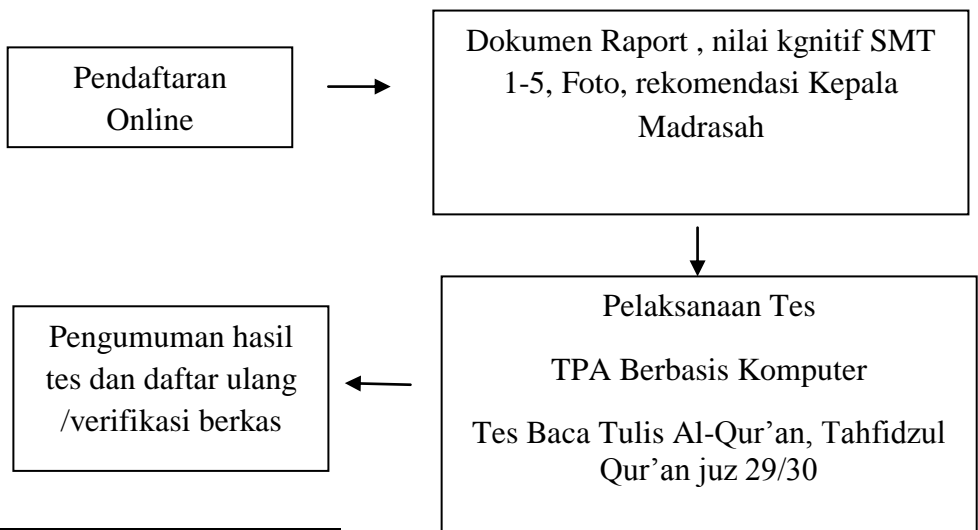 Pendaftaran
Online
Dokumen Raport , nilai kgnitif SMT
1-5, Foto, rekomendasi Kepala
Madrasah
Pelaksanaan Tes
TPA Berbasis Komputer
Tes Baca Tulis Al-Qur’an, Tahfidzul
Qur’an juz 29/30
Pengumuman hasil
tes dan daftar ulang
/verifikasi berkas